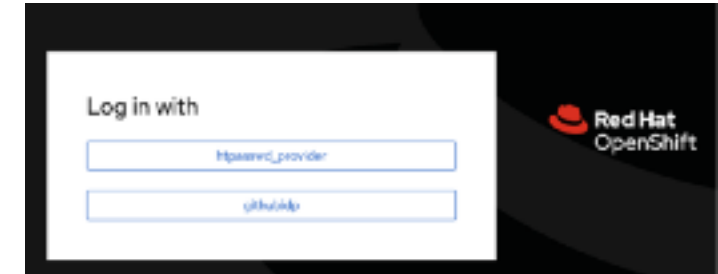 Log in with
htpasswd_provider
githubidp
Red Hat
OpenShift